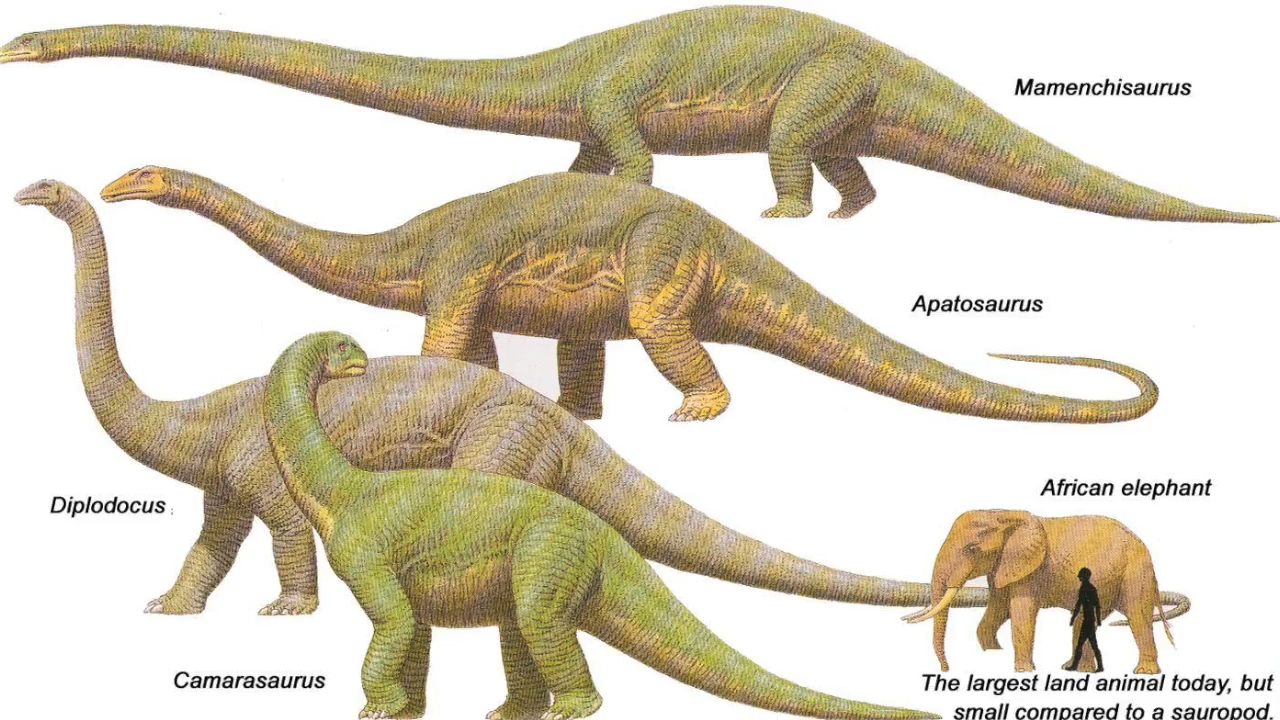 Mamenchisaurus
Apatosaurus
African elephant
Diplodocus
Camarasaurus
The largest land animal today, but
small compared to a sauropod.